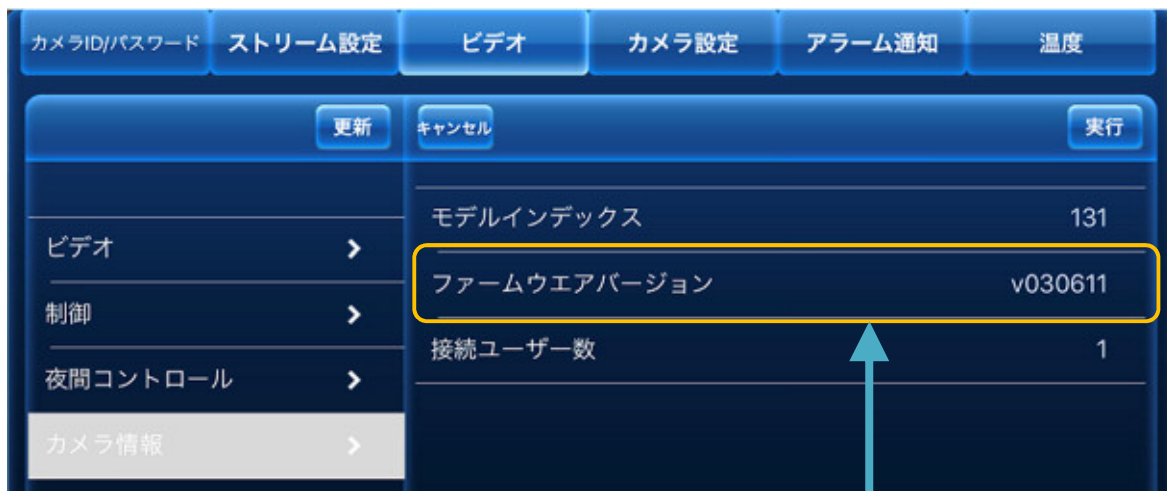 カメラID/パスワード ストリーム設定 ビデオ カメラ設定 アラーム通知 温度
更新 キャンセル 実行
モデルインデックス 131
ビデオ
ファームウエアバージョン v030611
制御
接続ユーザー数 1
夜間コントロール
カメラ情報